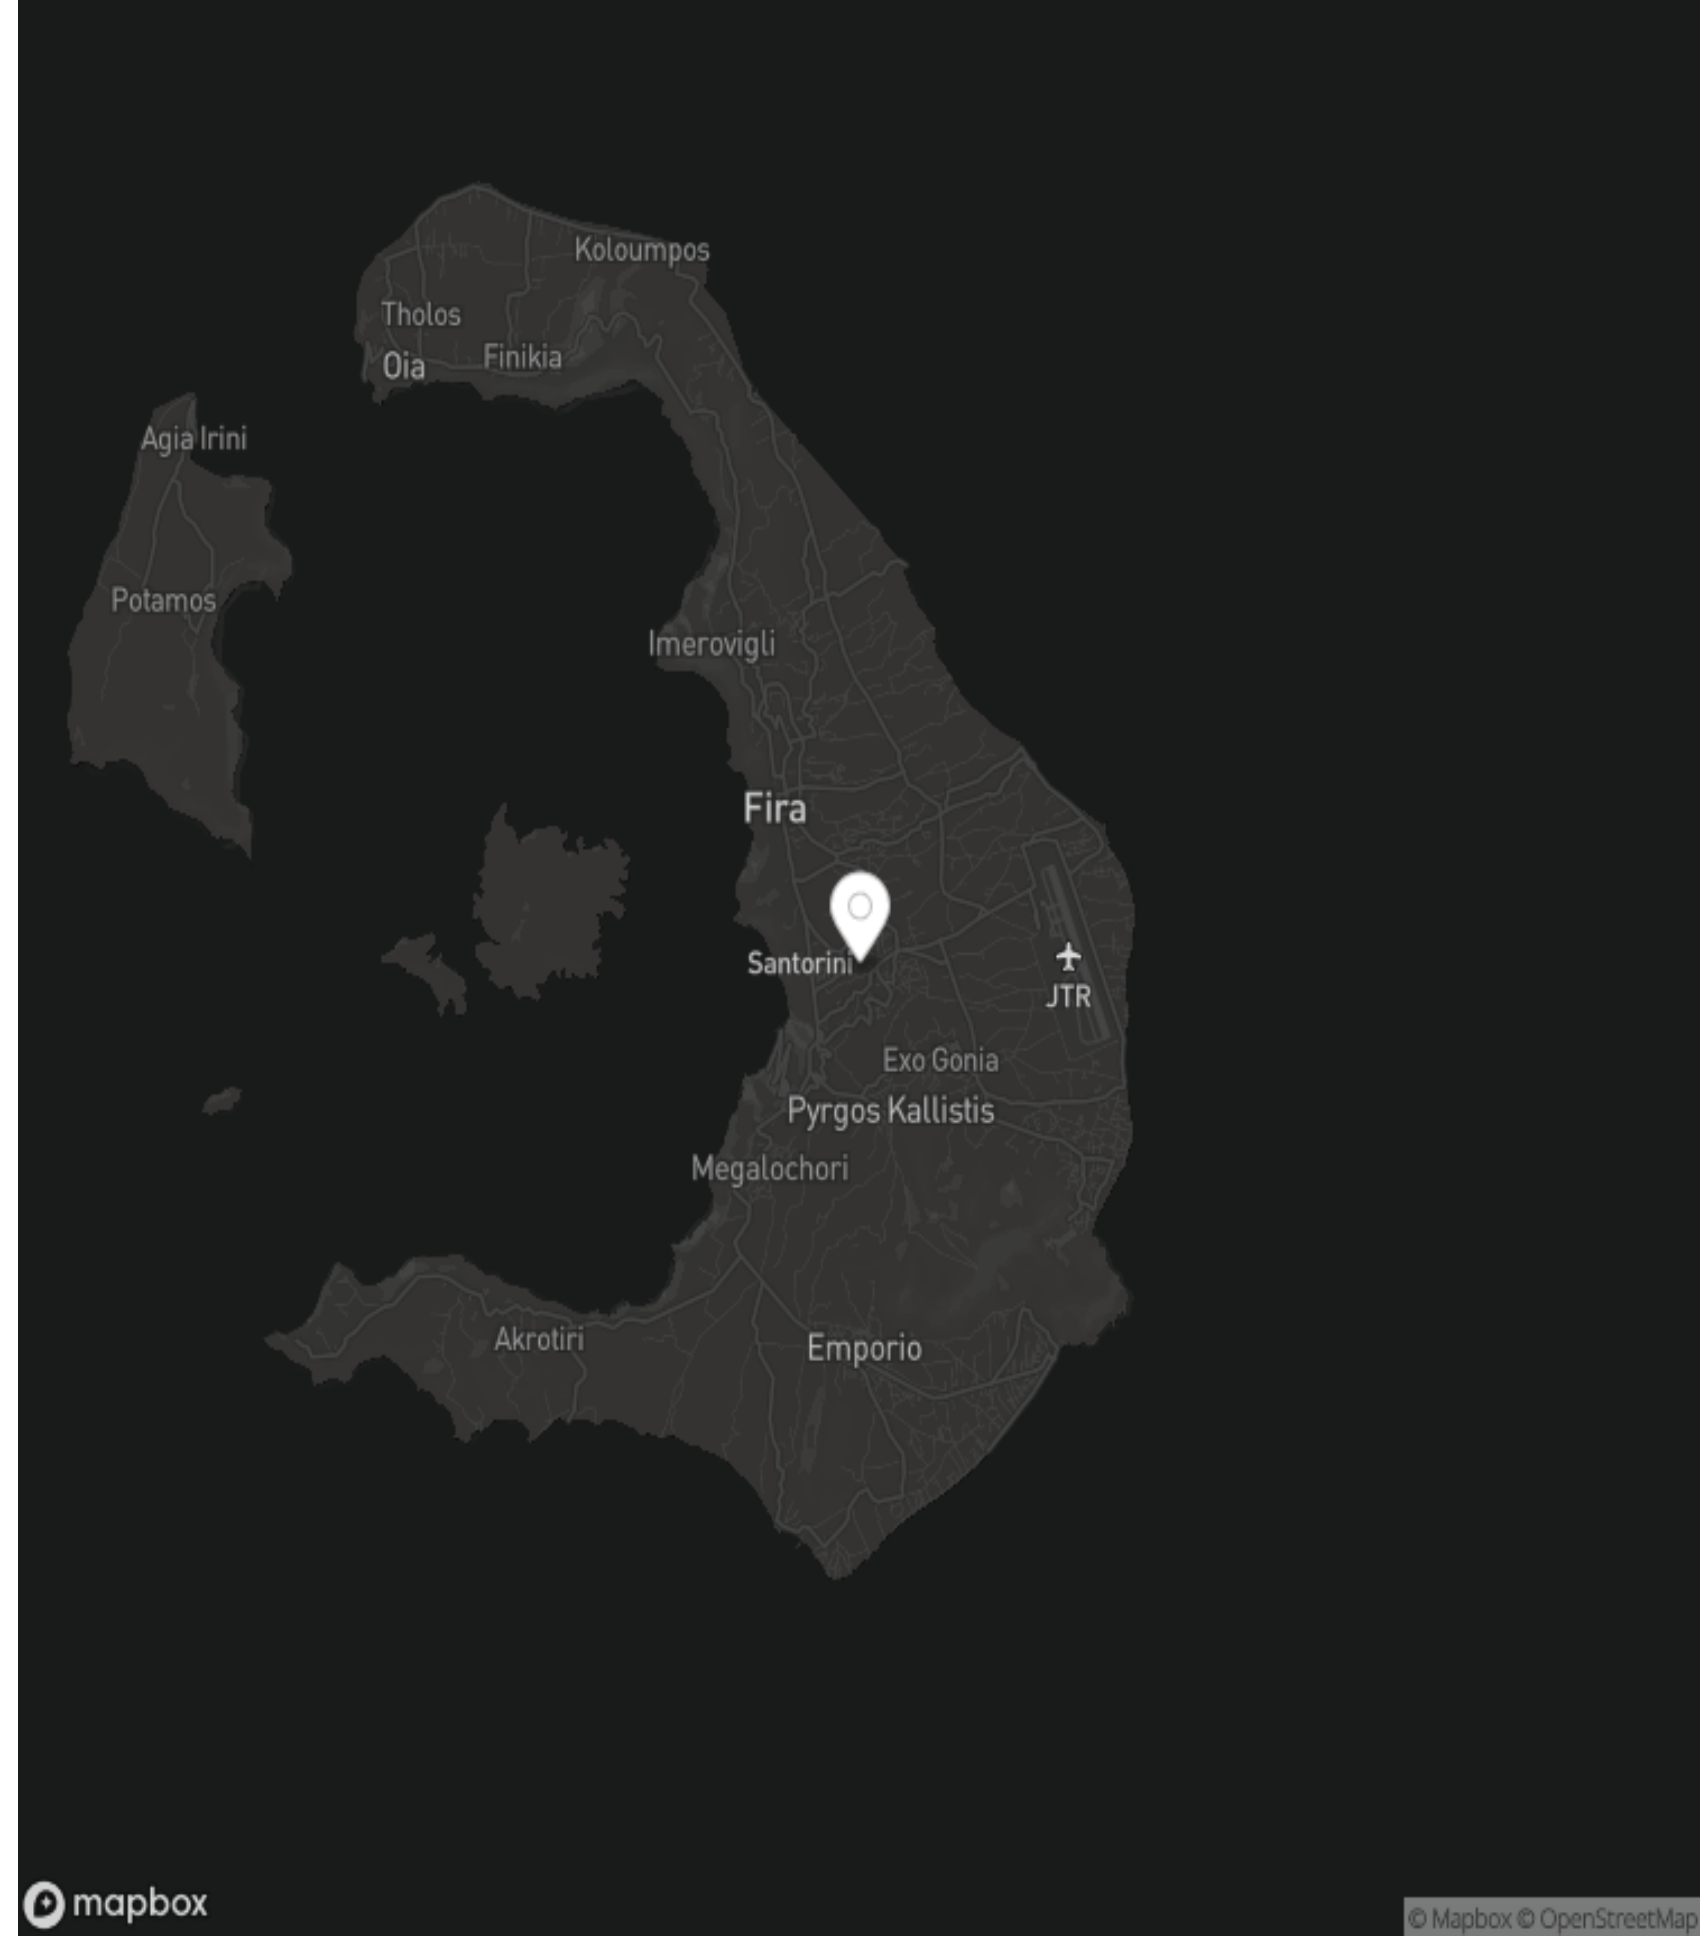 Koloumpos
Tholos
Oia
Finikia
Agia Irini
Potamos
Imerovigli
Fira
Santorini
JTR
Exo Gonia
Pyrgos Kallistis
Megalochori
Akrotiri
Emporio
mapbox
© Mapbox © OpenStreetMap